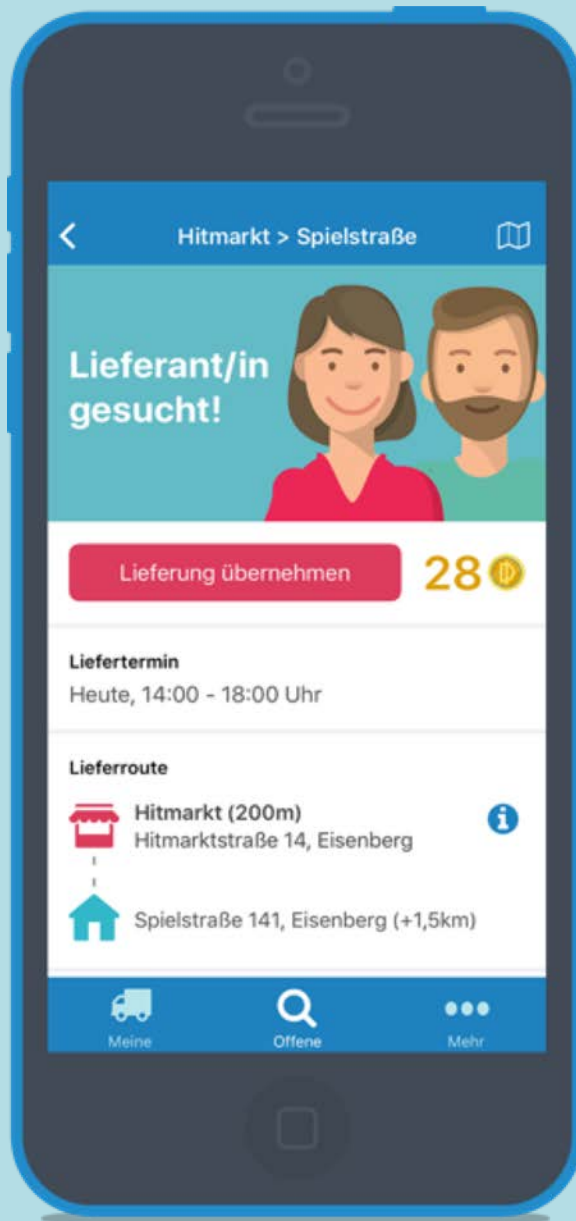 Hitmarkt > Spielstraße
Lieferant/in
gesucht!
Lieferung übernehmen
28
Liefertermin
Heute, 14:00 - 18:00 Uhr
Lieferroute
Hitmarkt (200m)
Hitmarktstraße 14, Eisenberg
Spielstraße 141, Eisenberg (+1,5km)
Meine
Offene
Mehr